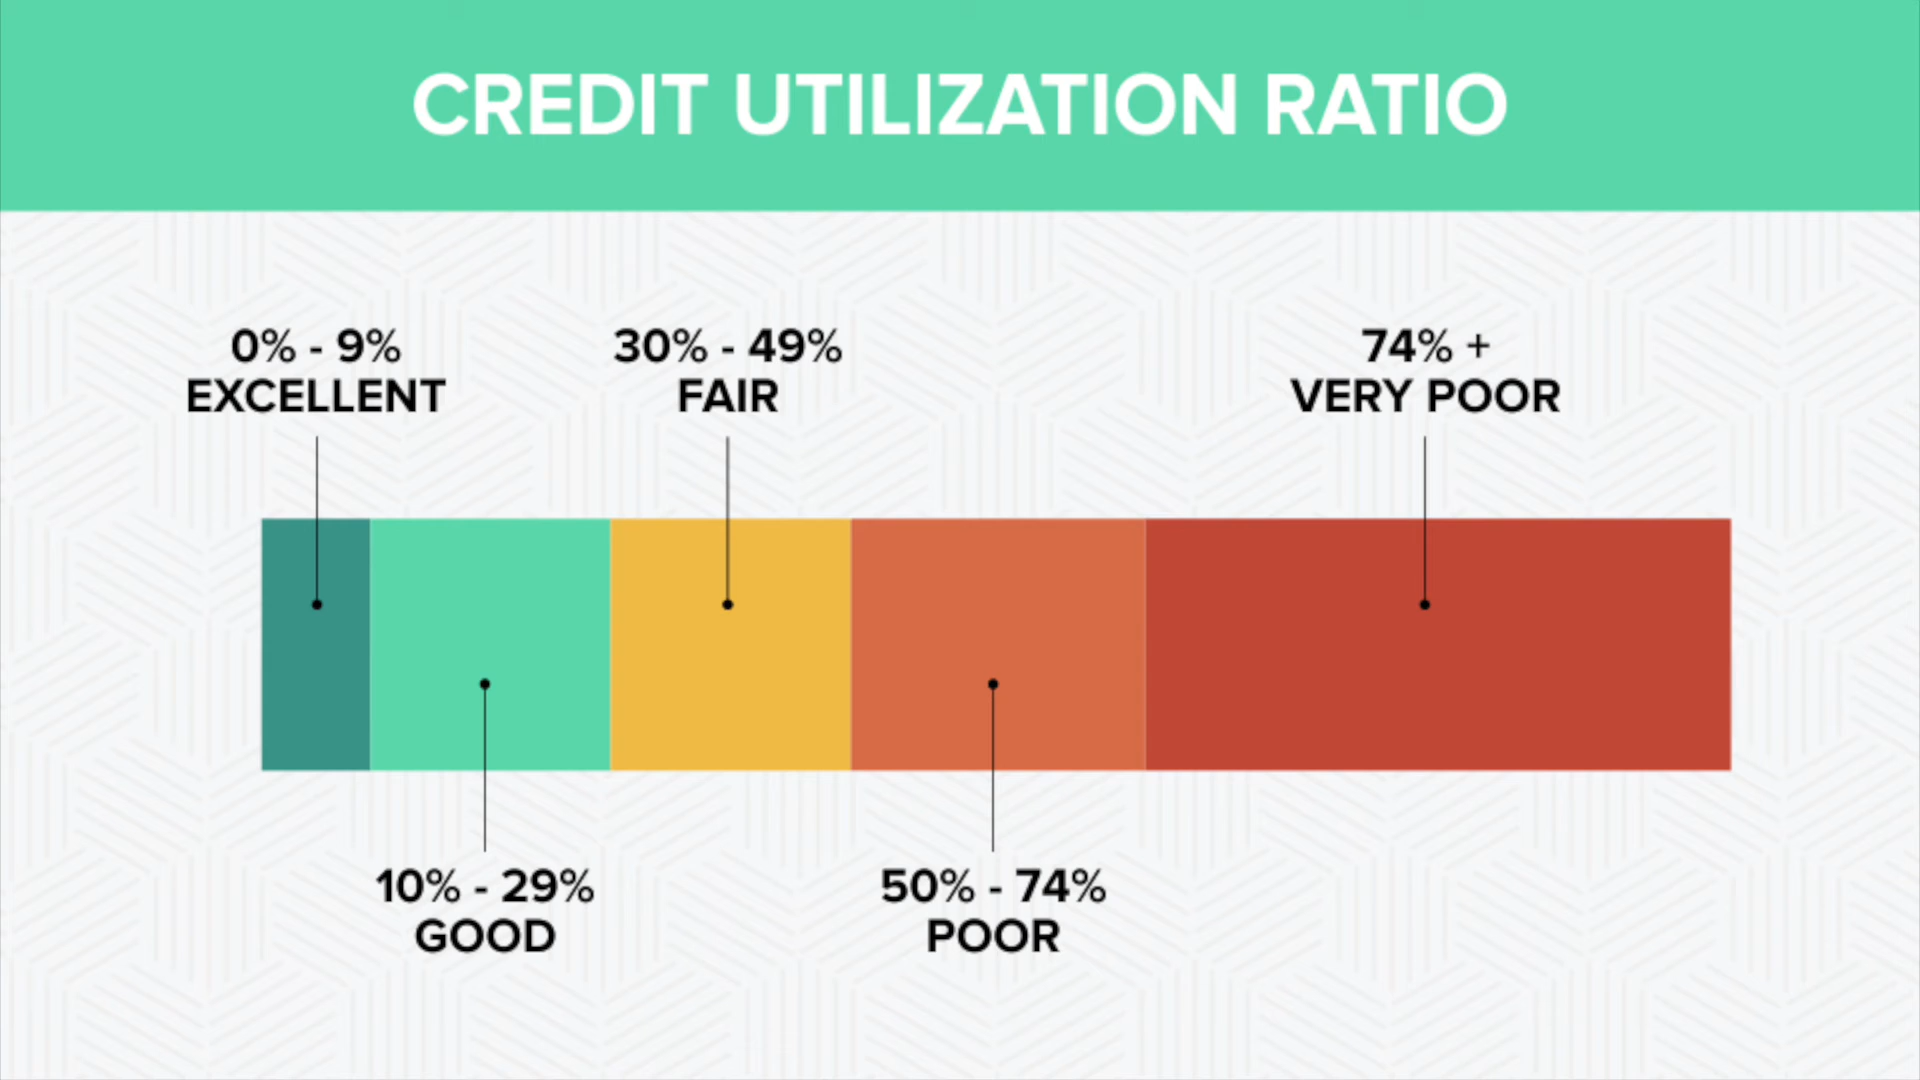 CREDIT UTILIZATION RATIO
0% - 9%
EXCELLENT
30% - 49%
FAIR
74% +
VERY POOR
10% - 29%
GOOD
50% - 74%
POOR